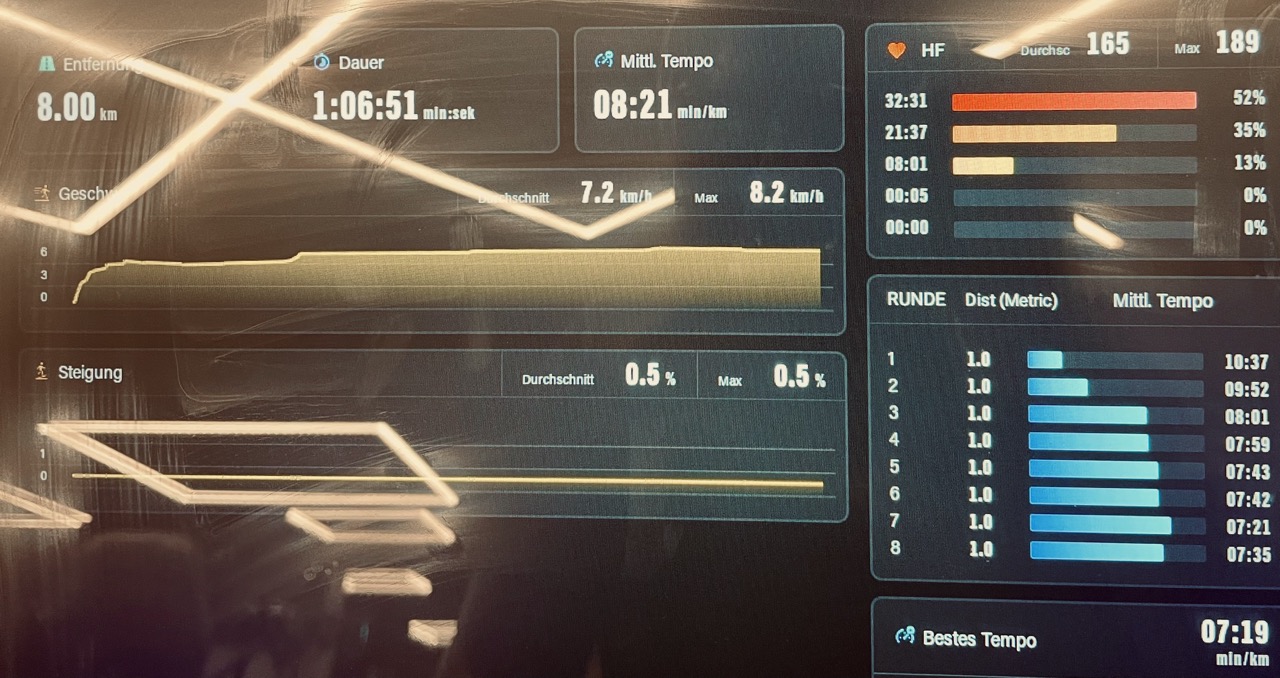 Entfernung
8.00 km
Dauer
1:06:51 min:sek
Mittl. Tempo
08:21 min/km
Durchschnitt 7.2 km/h Max 8.2 km/h
6
3
0
Steigung Durchschnitt 0.5 % Max 0.5 %
1
0
HF Durchsc 165 Max 189
32:31 52%
21:37 35%
08:01 13%
00:05 0%
00:00 0%
RUNDE Dist (Metric) Mittl. Tempo
1 1.0 10:37
2 1.0 09:52
3 1.0 08:01
4 1.0 07:59
5 1.0 07:43
6 1.0 07:42
7 1.0 07:21
8 1.0 07:35
Bestes Tempo 07:19
min/km